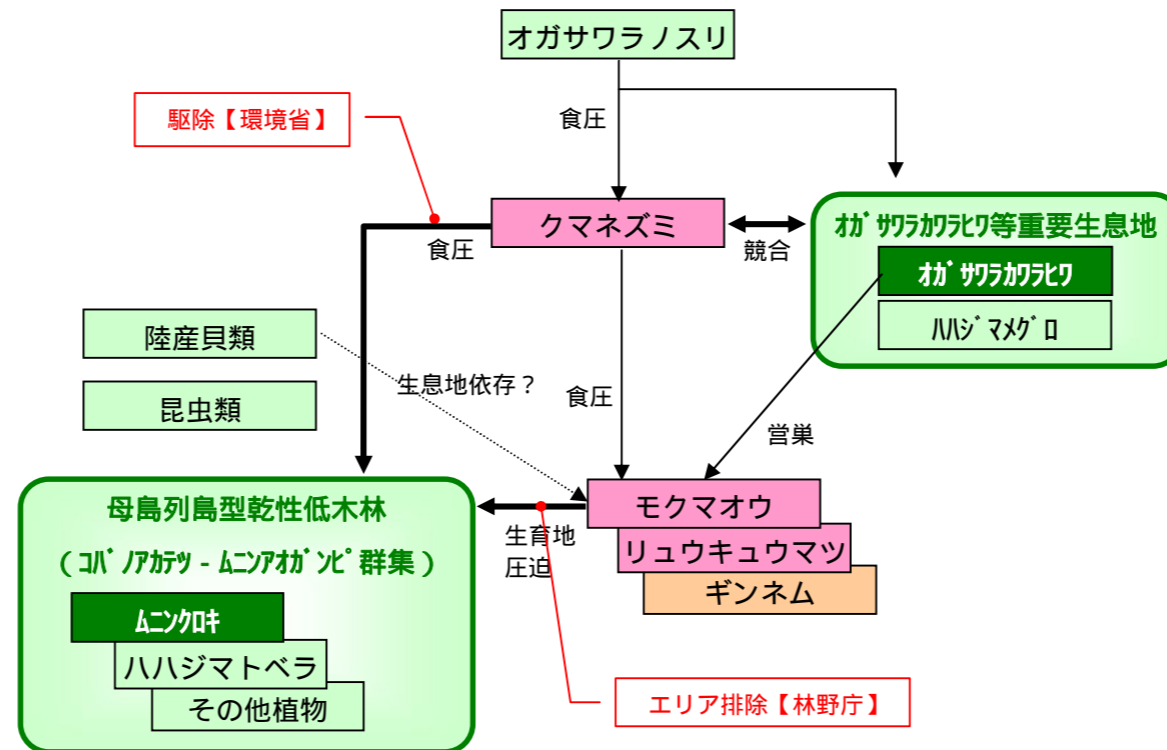 オガサワラノスリ
駆除【環境省】
食圧
クマネズミ
食圧
競合
ｵｶﾞｻﾜﾗｶﾜﾗﾋﾜ等重要生息地
ｵｶﾞｻﾜﾗｶﾜﾗﾋﾜ
ﾊﾊｼﾞﾏﾒｸﾞﾛ
陸産貝類
生息地依存？
食圧
昆虫類
営巣
母島列島型乾性低木林
（ｺﾊﾞﾉｱｶﾃﾂ - ﾑﾆﾝｱｵｶﾞﾝﾋﾟ群集）
モクマオウ
生育地
圧迫
リュウキュウマツ
ギンネム
ﾑﾆﾝｸﾛｷ
ハハジマトベラ
その他植物
エリア排除【林野庁】